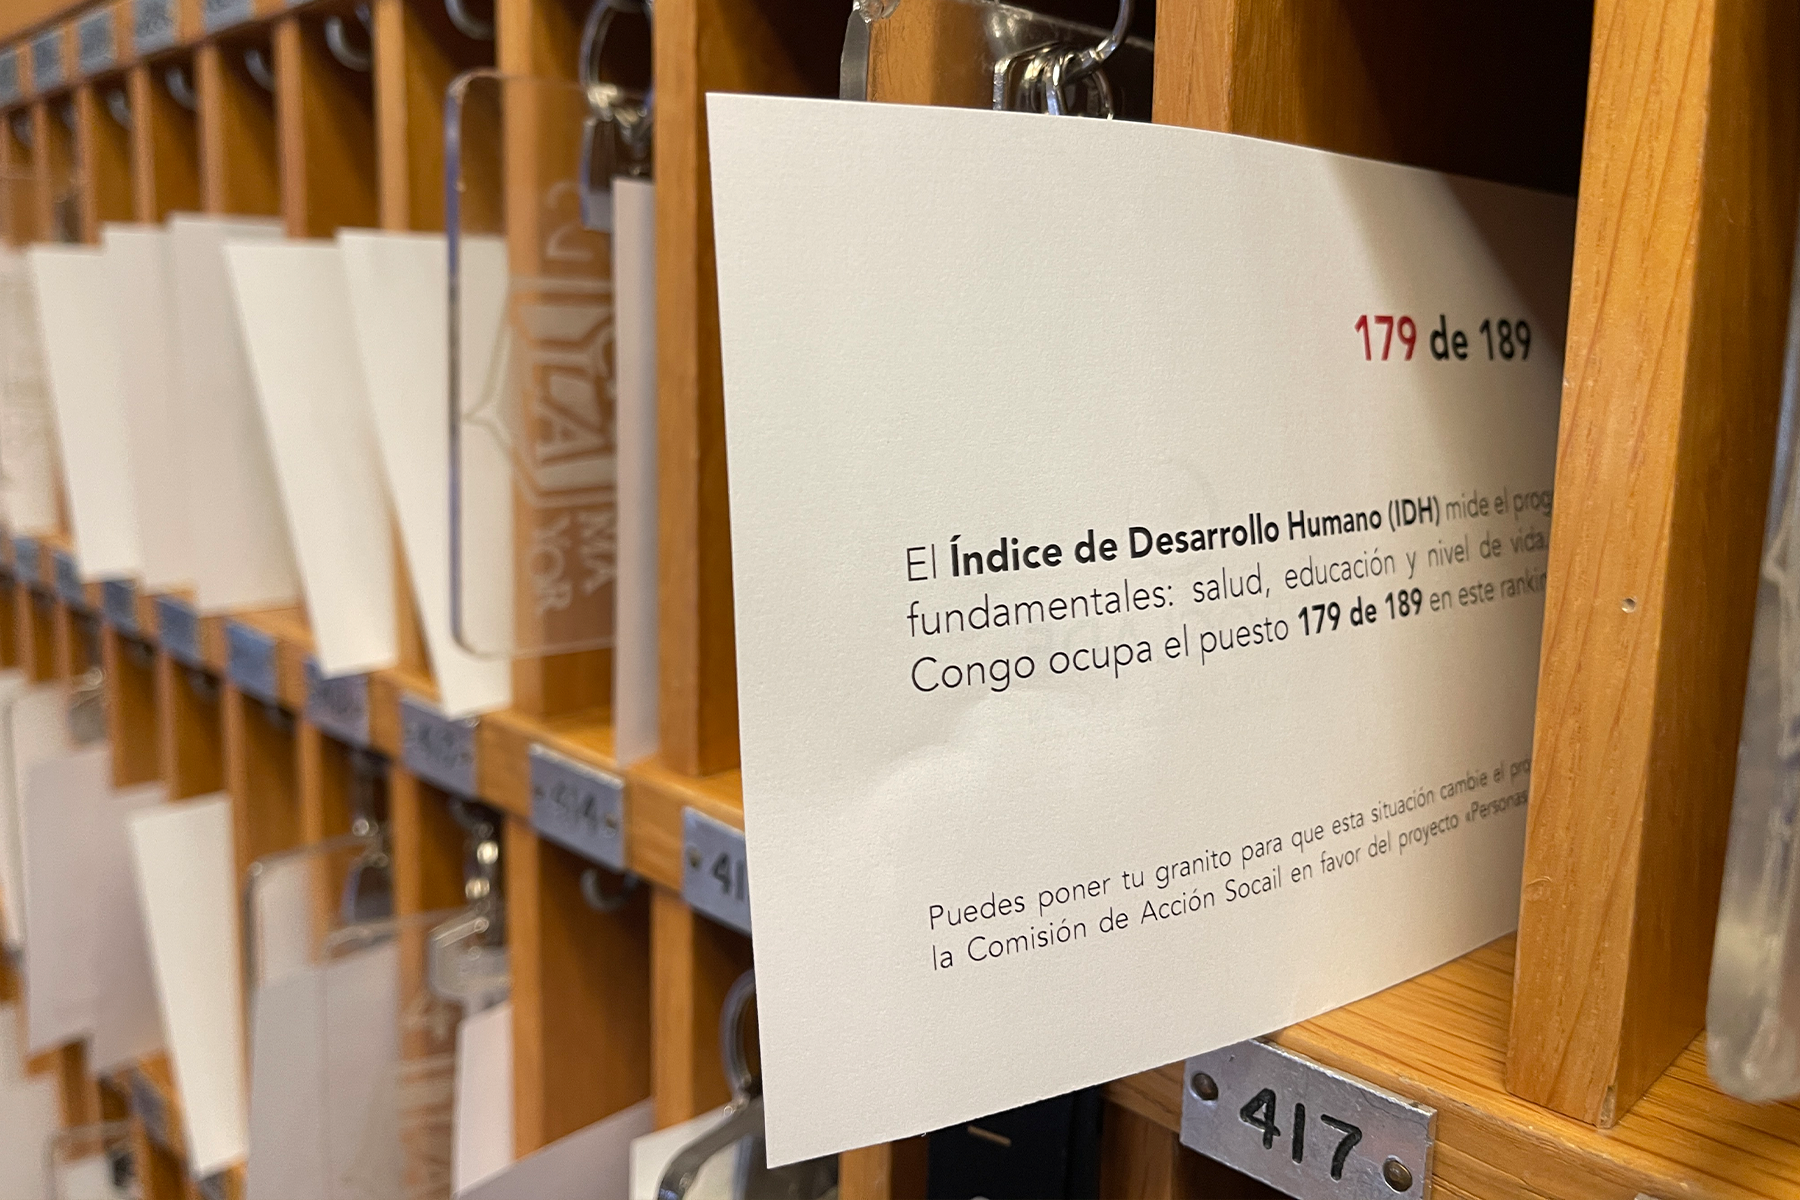 179 de 189
El Índice de Desarrollo Humano (IDH) mide el prog
fundamentales: salud, educación y nivel de vida.
Congo ocupa el puesto 179 de 189 en este rankin
Puedes poner tu granito para que esta situación cambie el pro
la Comisión de Acción Socail en favor del proyecto «Personas
414
41
417